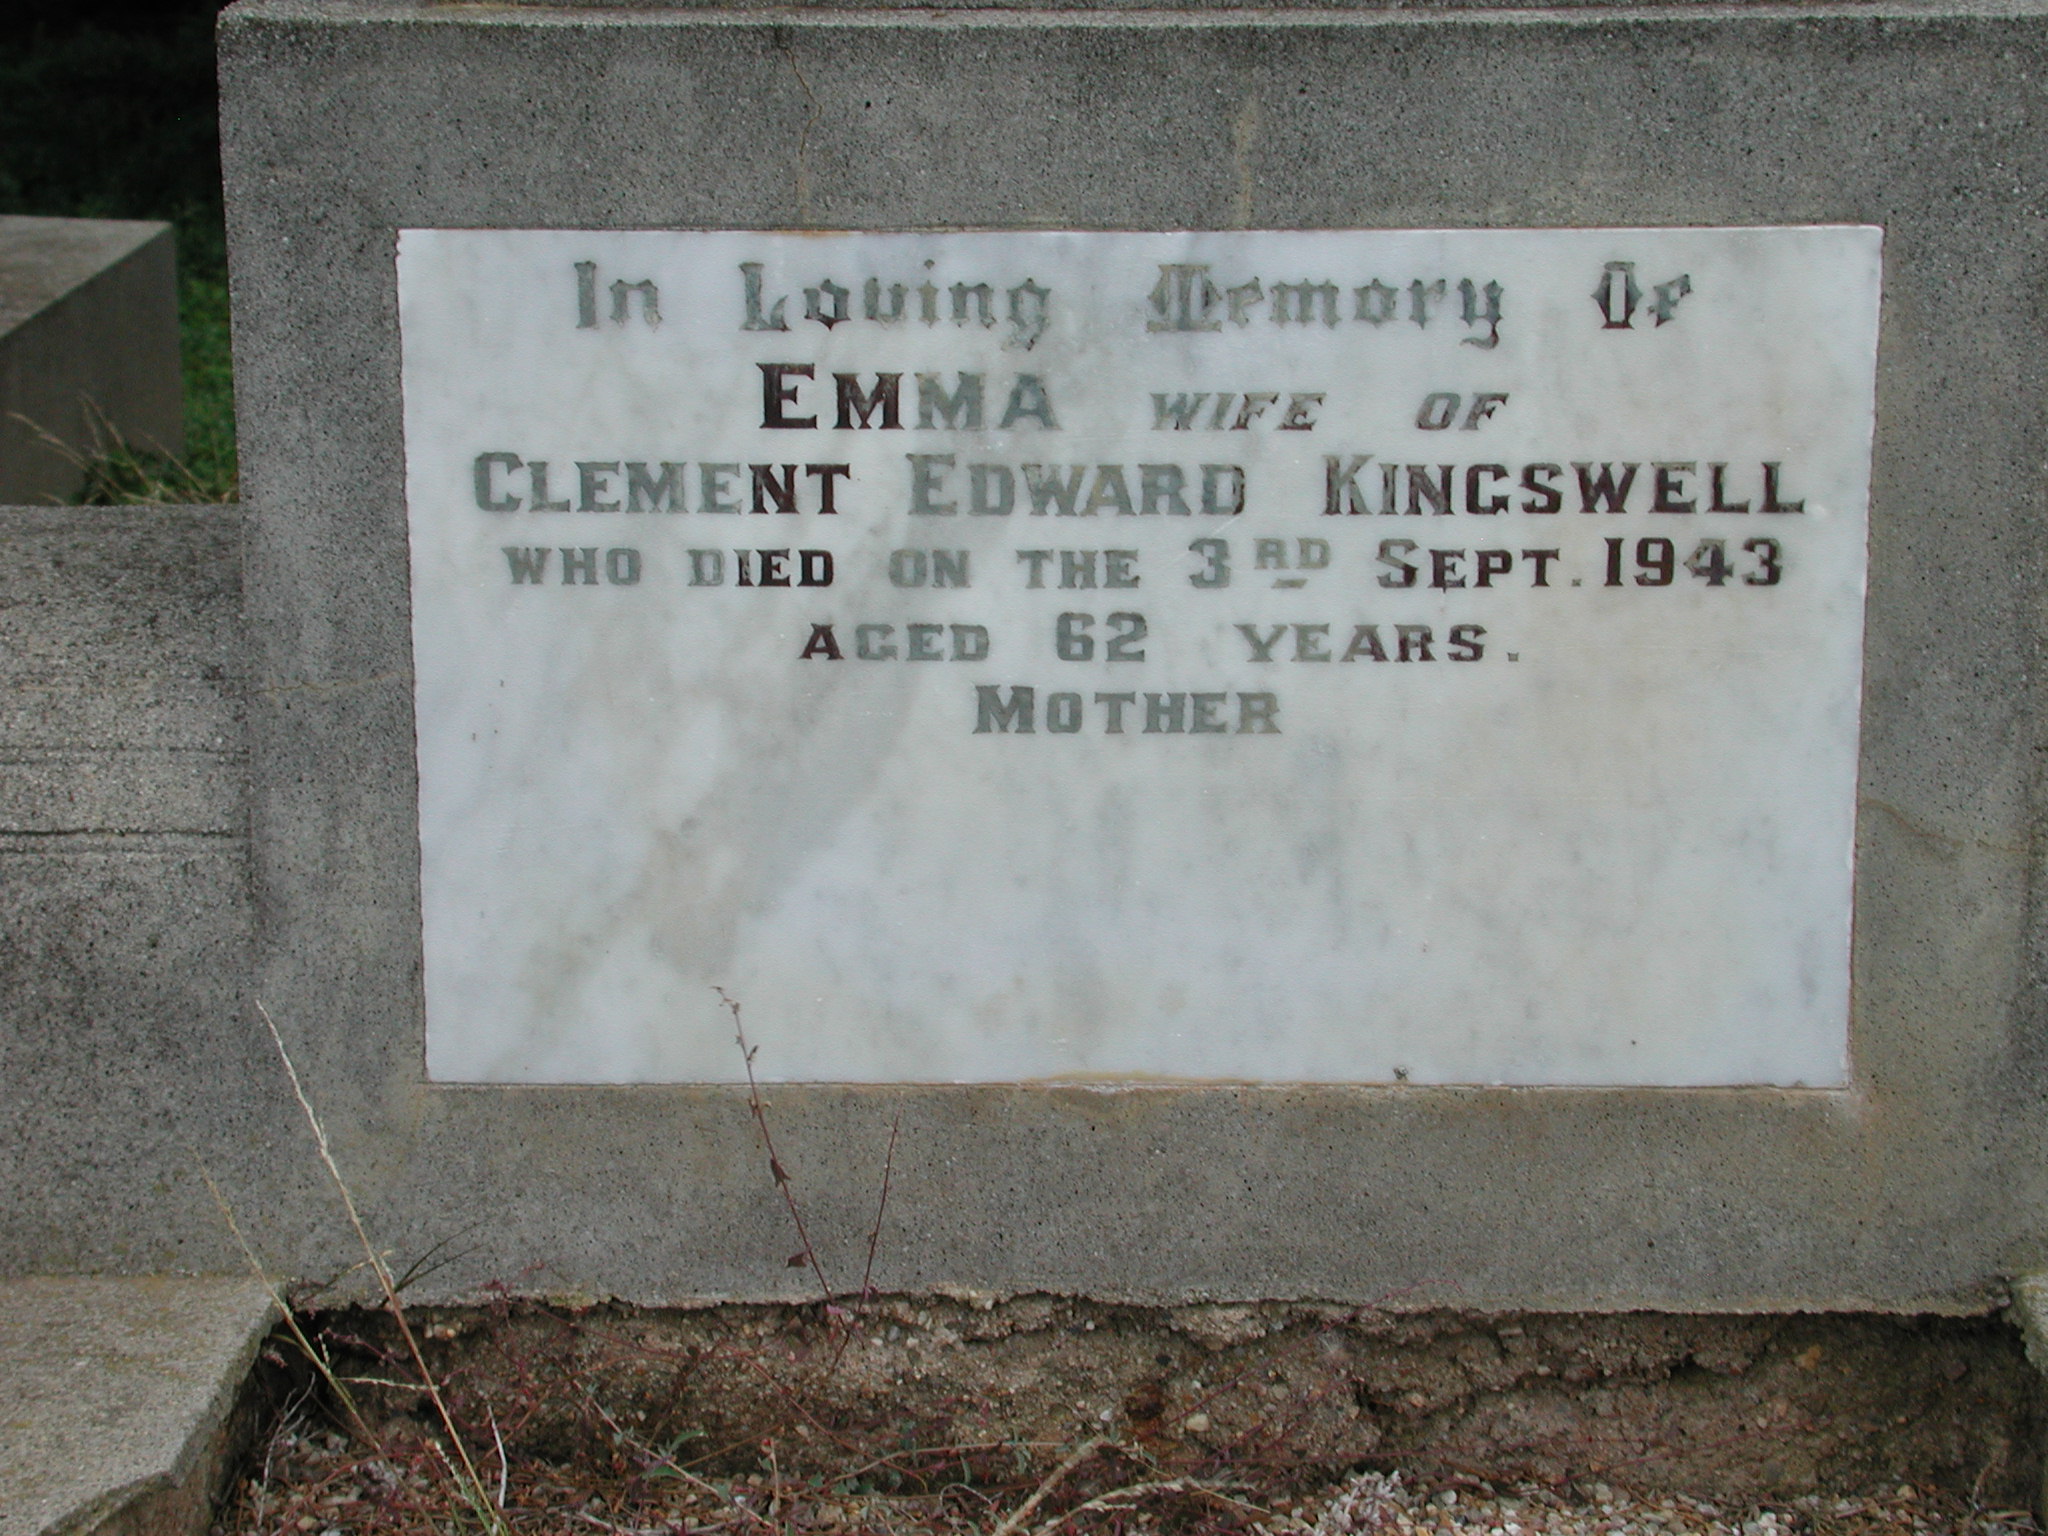 In Loving Memory Of
EMMA WIFE OF
CLEMENT EDWARD KINGSWELL
WHO DIED ON THE 3RD SEPT. 1943
AGED 62 YEARS.
MOTHER